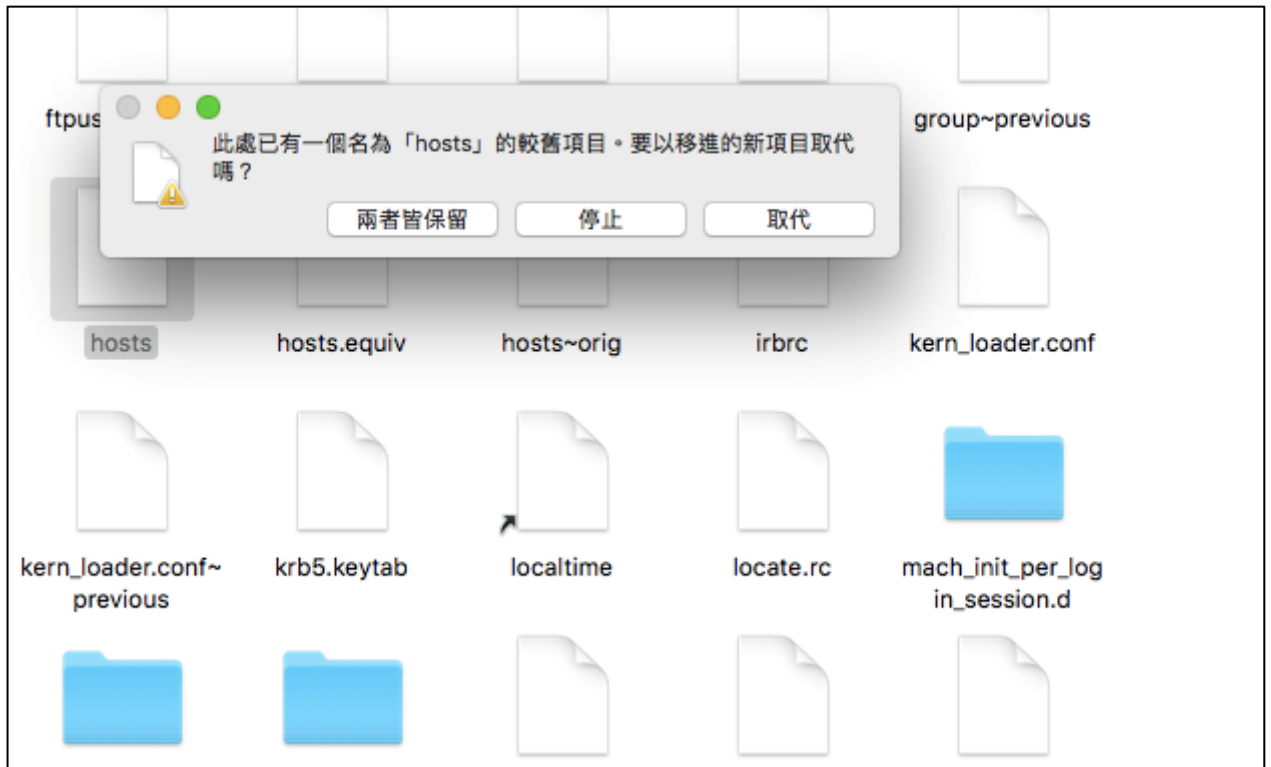 ftpus
group~previous
此處已有一個名為「hosts」的較舊項目。要以移進的新項目取代
嗎？
兩者皆保留 停止 取代
hosts hosts.equiv hosts~orig irbrc kern_loader.conf
kern_loader.conf~ krb5.keytab localtime locate.rc mach_init_per_log
previous in_session.d